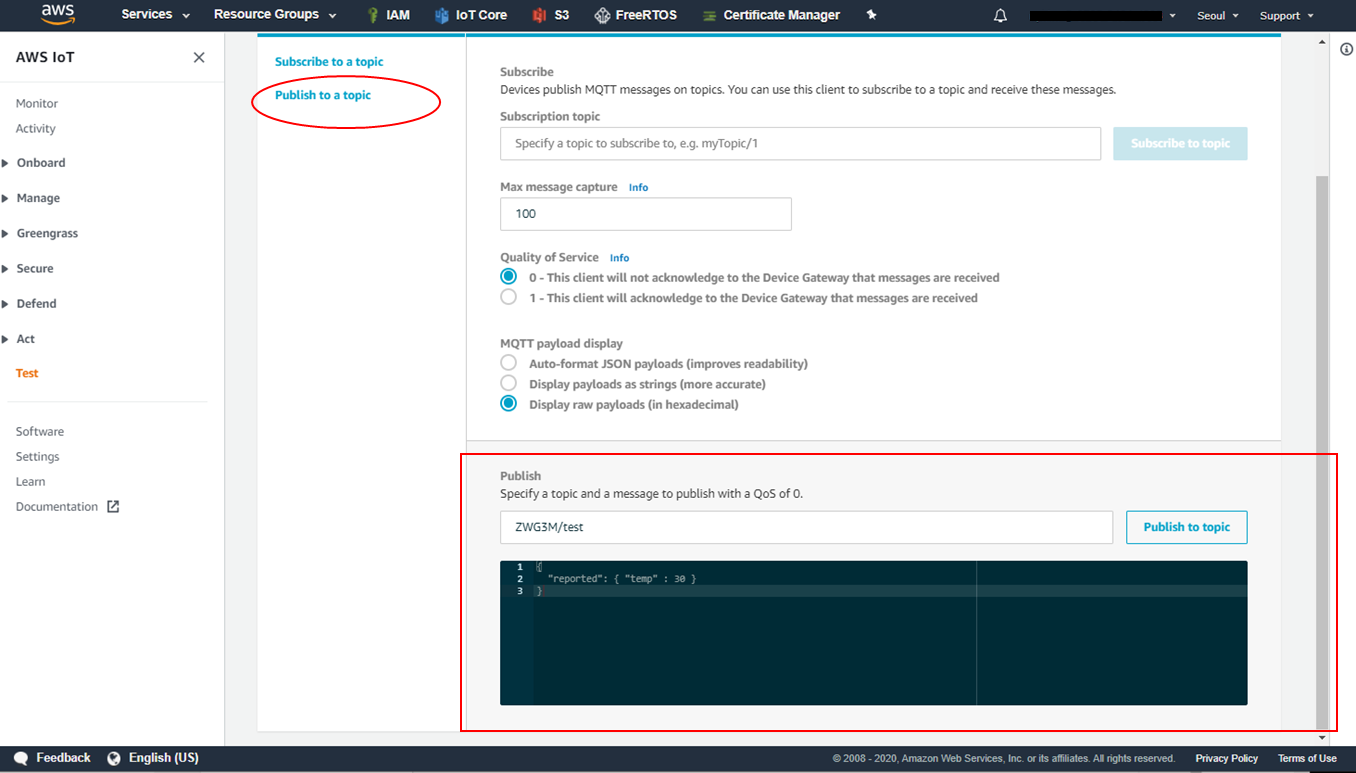 aws Services Resource Groups IAM IoT Core S3 FreeRTOS Certificate Manager Seoul Support
AWS IoT
Monitor
Activity
Onboard
Manage
Greengrass
Secure
Defend
Act
Test
Software
Settings
Learn
Documentation
Subscribe to a topic
Publish to a topic
Subscribe
Devices publish MQTT messages on topics. You can use this client to subscribe to a topic and receive these messages.
Subscription topic
Specify a topic to subscribe to, e.g. myTopic/1 Subscribe to topic
Max message capture Info
100
Quality of Service Info
0 - This client will not acknowledge to the Device Gateway that messages are received
1 - This client will acknowledge to the Device Gateway that messages are received
MQTT payload display
Auto-format JSON payloads (improves readability)
Display payloads as strings (more accurate)
Display raw payloads (in hexadecimal)
Publish
Specify a topic and a message to publish with a QoS of 0.
ZWG3M/test Publish to topic
1 {
2 "reported": { "temp" : 30 }
3 }
Feedback English (US) © 2008 - 2020, Amazon Web Services, Inc. or its affiliates. All rights reserved. Privacy Policy Terms of Use